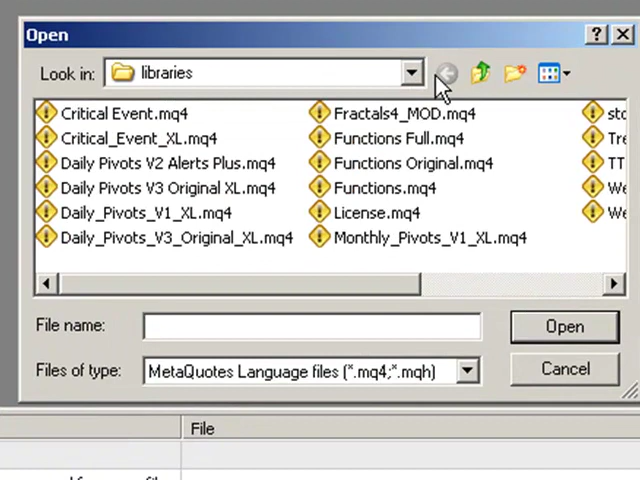 Open
Look in: libraries
Critical Event.mq4 Fractals4_MOD.mq4
Critical_Event_XL.mq4 Functions Full.mq4
Daily Pivots V2 Alerts Plus.mq4 Functions Original.mq4 TT
Daily Pivots V3 Original XL.mq4 Functions.mq4
Daily_Pivots_V1_XL.mq4 License.mq4
Daily_Pivots_V3_Original_XL.mq4 Monthly_Pivots_V1_XL.mq4
File name: Open
Files of type: MetaQuotes Language files (*.mq4;*.mqh) Cancel
File